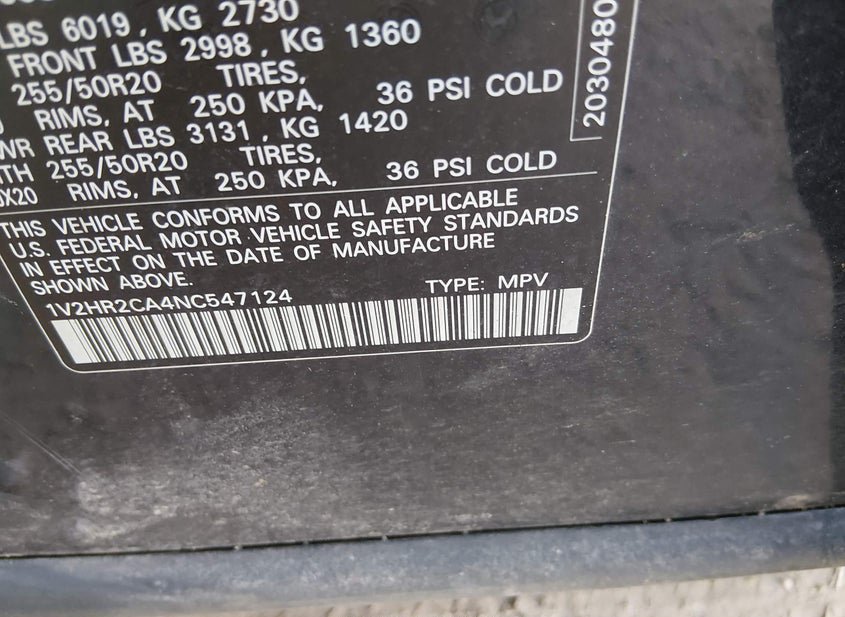 LBS 6019, KG 2730
FRONT LBS 2998, KG 1360
255/50R20 TIRES,
RIMS, AT 250 KPA, 36 PSI COLD
WR REAR LBS 3131, KG 1420
TH 255/50R20 TIRES,
X20 RIMS, AT 250 KPA, 36 PSI COLD
THIS VEHICLE CONFORMS TO ALL APPLICABLE
U.S. FEDERAL MOTOR VEHICLE SAFETY STANDARDS
IN EFFECT ON THE DATE OF MANUFACTURE
SHOWN ABOVE.
1V2HR2CA4NC547124 TYPE: MPV
2030480